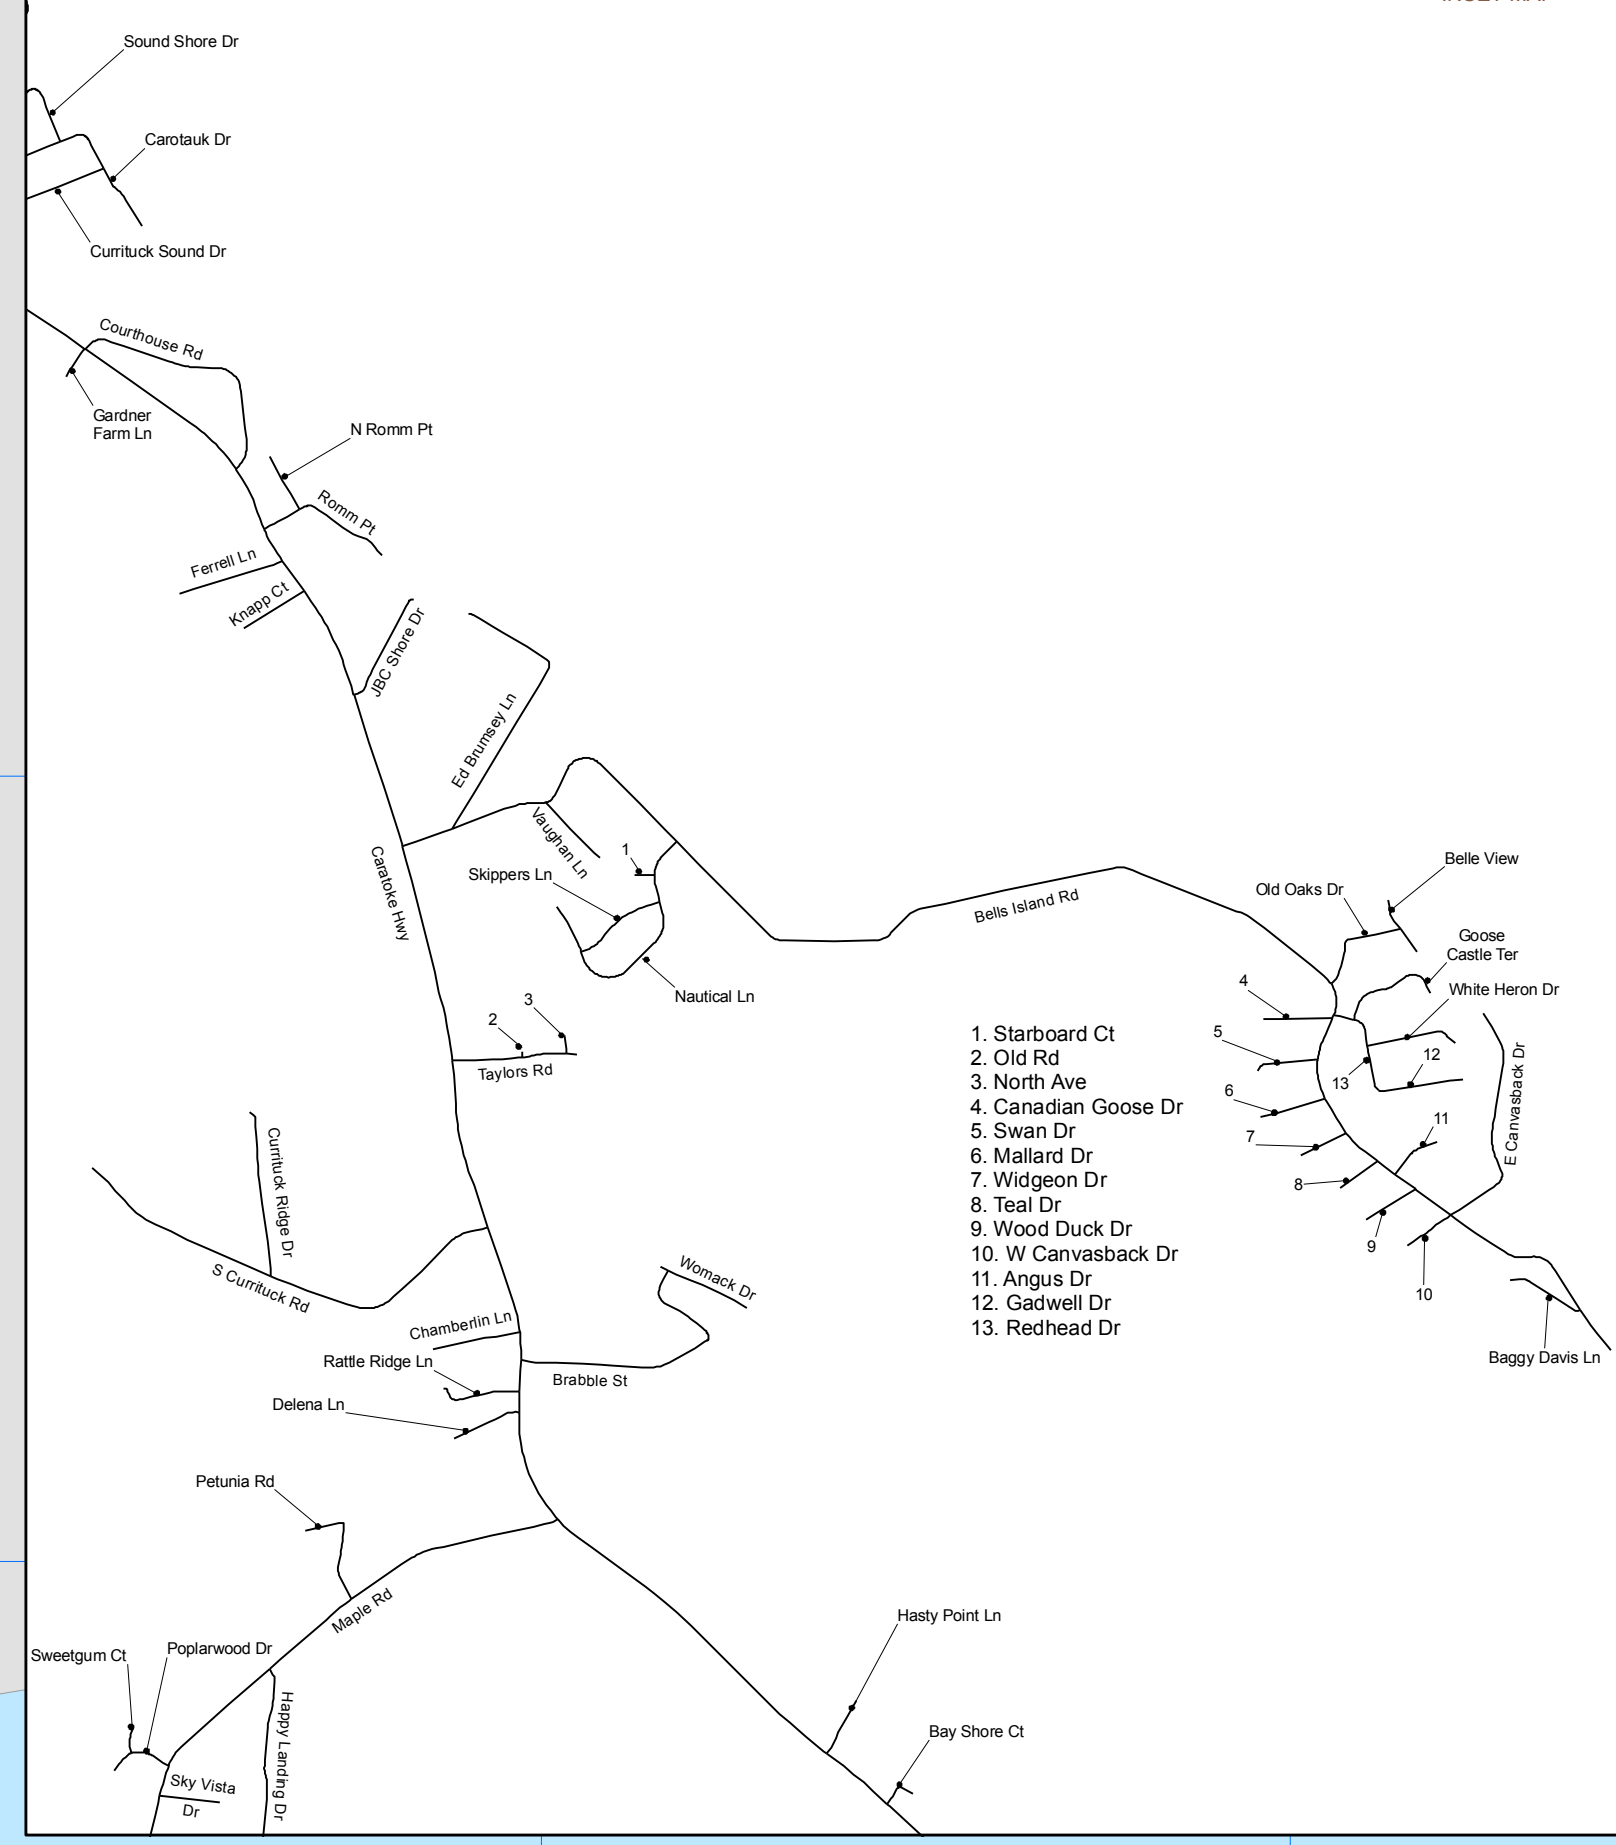 Sound Shore Dr
Carotauk Dr
Currituck Sound Dr
Courthouse Rd
Gardner
Farm Ln
N Romm Pt
Romm Pt
Ferrell Ln
Knapp Ct
JBC Shore Dr
Ed Brumsey Ln
Vaughan Ln
1
Skippers Ln
Caratoke Hwy
Nautical Ln
Bells Island Rd
Belle View
Old Oaks Dr
Goose
Castle Ter
White Heron Dr
4
5
12
13
6
E Canvasback Dr
7
11
8
9
10
Baggy Davis Ln
3
2
Taylors Rd
1. Starboard Ct
2. Old Rd
3. North Ave
4. Canadian Goose Dr
5. Swan Dr
6. Mallard Dr
7. Widgeon Dr
8. Teal Dr
9. Wood Duck Dr
10. W Canvasback Dr
11. Angus Dr
12. Gadwell Dr
13. Redhead Dr
Currituck Ridge Dr
S Currituck Rd
Womack Dr
Chamberlin Ln
Rattle Ridge Ln
Brabble St
Delena Ln
Petunia Rd
Maple Rd
Hasty Point Ln
Sweetgum Ct
Poplarwood Dr
Happy Landing Dr
Bay Shore Ct
Sky Vista
Dr